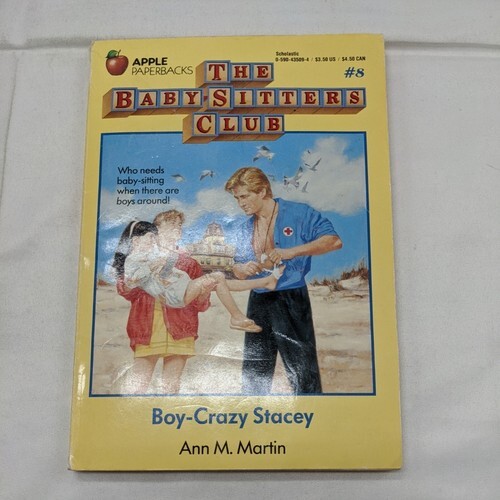 APPLE
PAPERBACKS
Scholastic
0-590-43509-4 / $3.50 US / $4.50 CAN
#8
THE
BABY-SITTERS
CLUB
Who needs
baby-sitting
when there are
boys around!
Boy-Crazy Stacey
Ann M. Martin